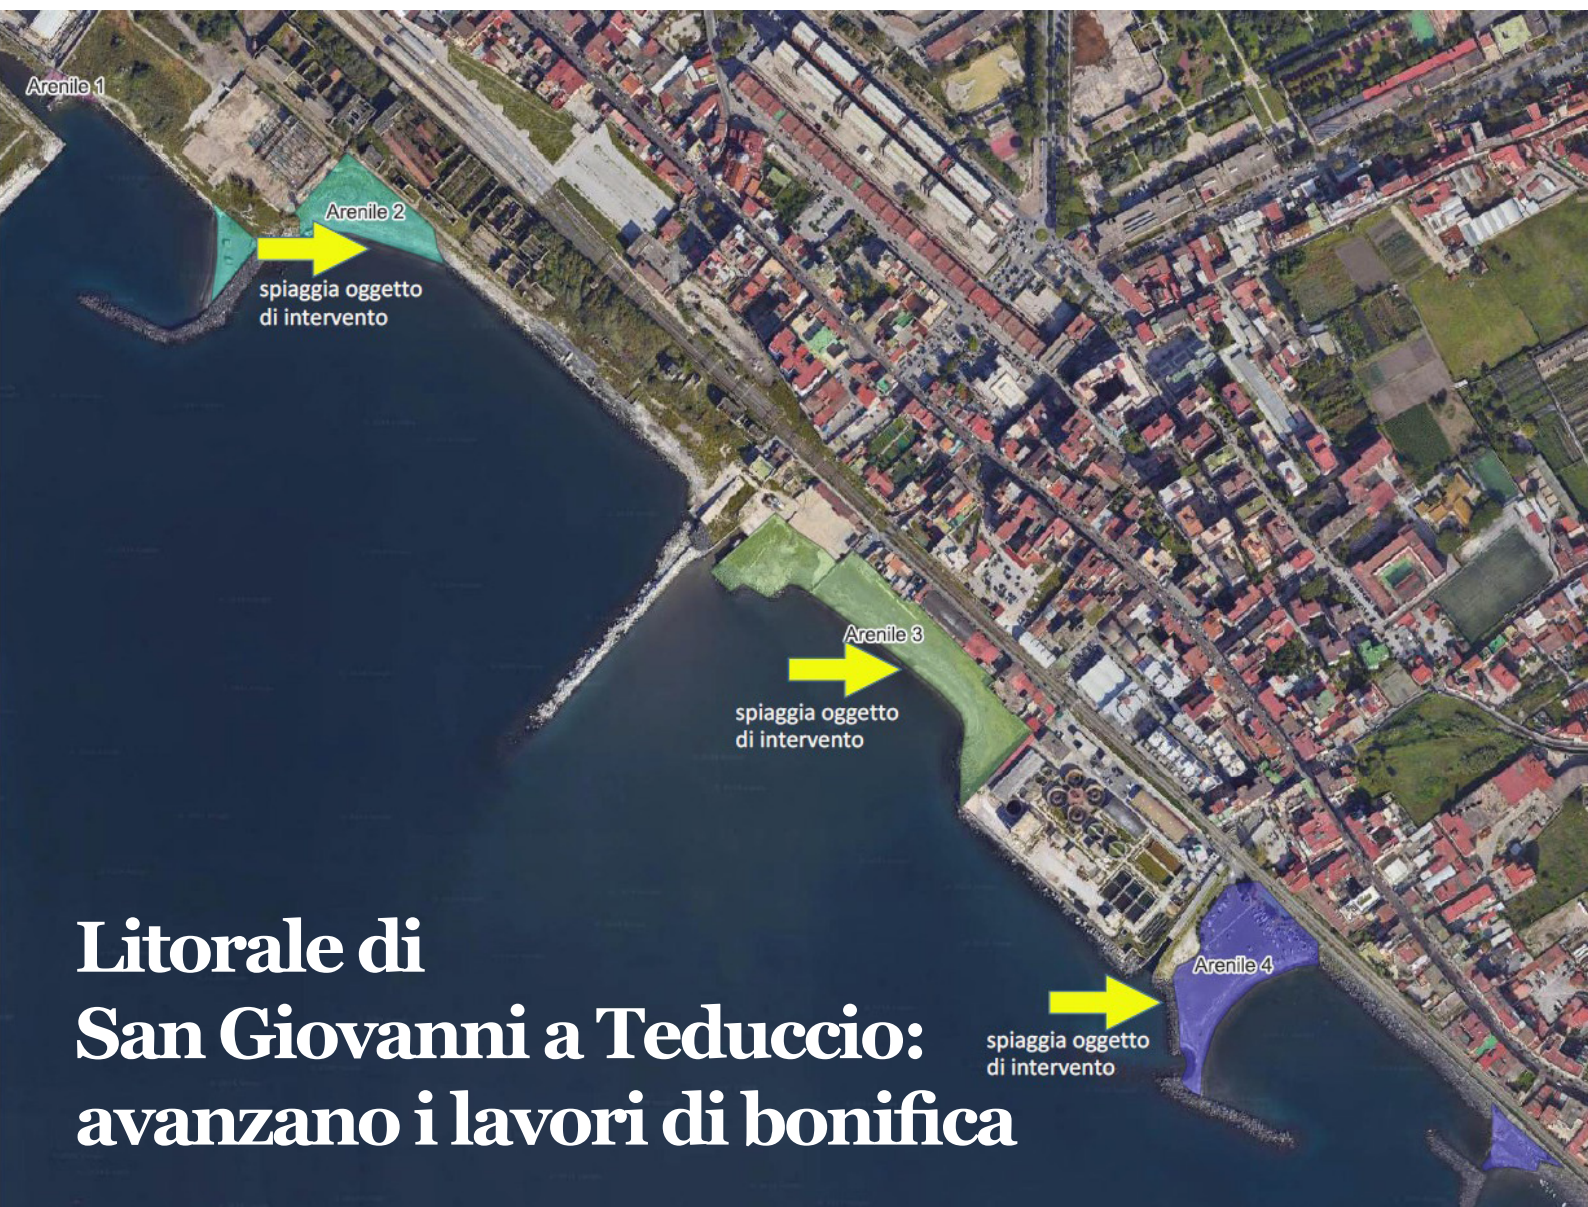 Arenile 1
Arenile 2
spiaggia oggetto
di intervento
Arenile 3
spiaggia oggetto
di intervento
Arenile 4
spiaggia oggetto
di intervento
Litorale di
San Giovanni a Teduccio:
avanzano i lavori di bonifica